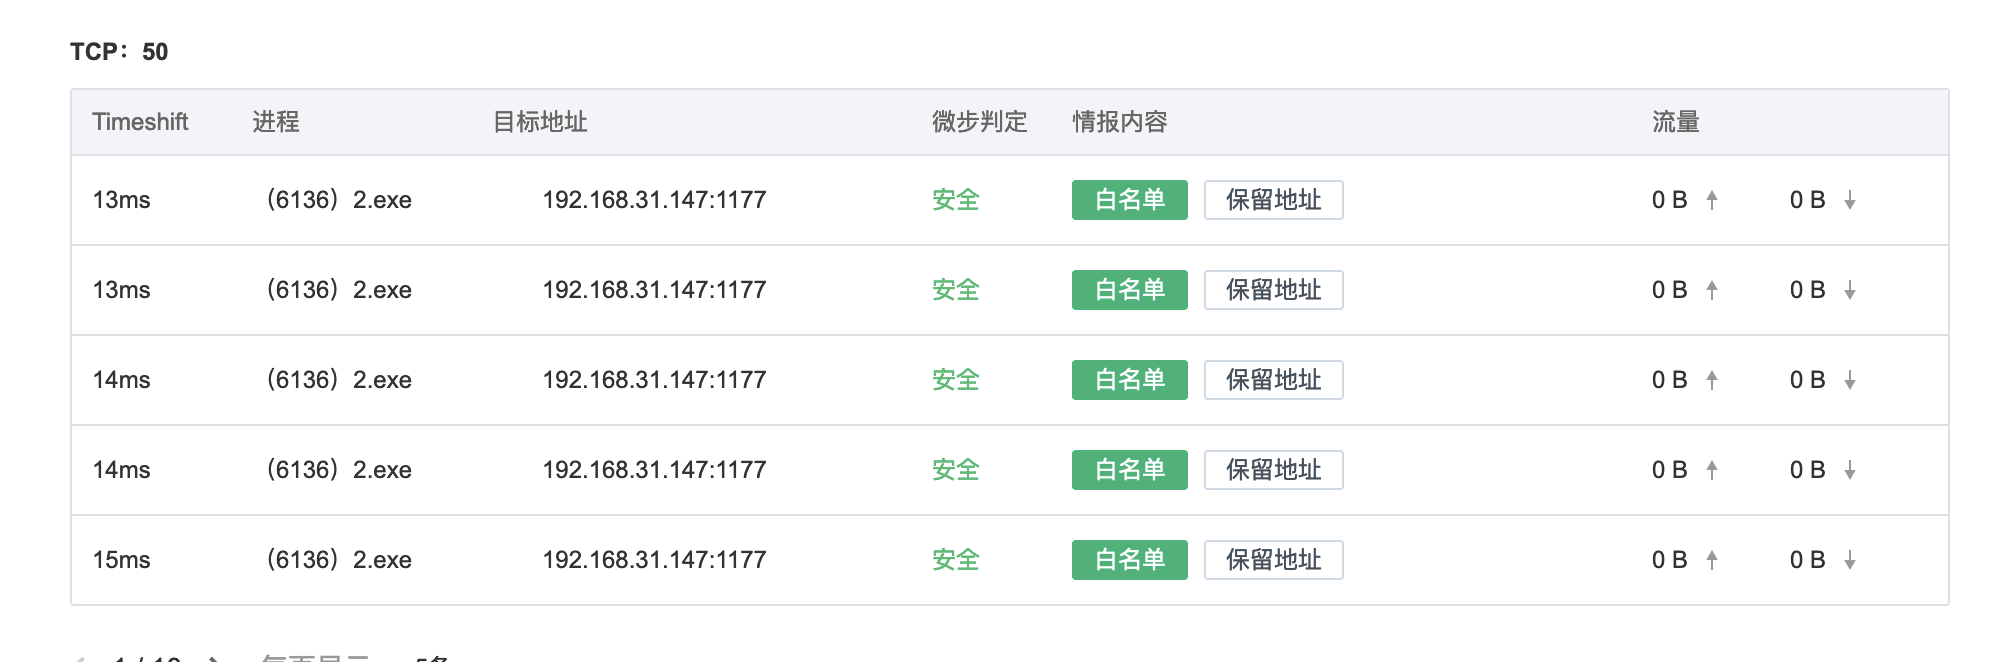 TCP：50
Timeshift 进程 目标地址 微步判定 情报内容 流量
13ms （6136）2.exe 192.168.31.147:1177 安全 白名单 保留地址 0 B 0 B
13ms （6136）2.exe 192.168.31.147:1177 安全 白名单 保留地址 0 B 0 B
14ms （6136）2.exe 192.168.31.147:1177 安全 白名单 保留地址 0 B 0 B
14ms （6136）2.exe 192.168.31.147:1177 安全 白名单 保留地址 0 B 0 B
15ms （6136）2.exe 192.168.31.147:1177 安全 白名单 保留地址 0 B 0 B
每页显示 5条